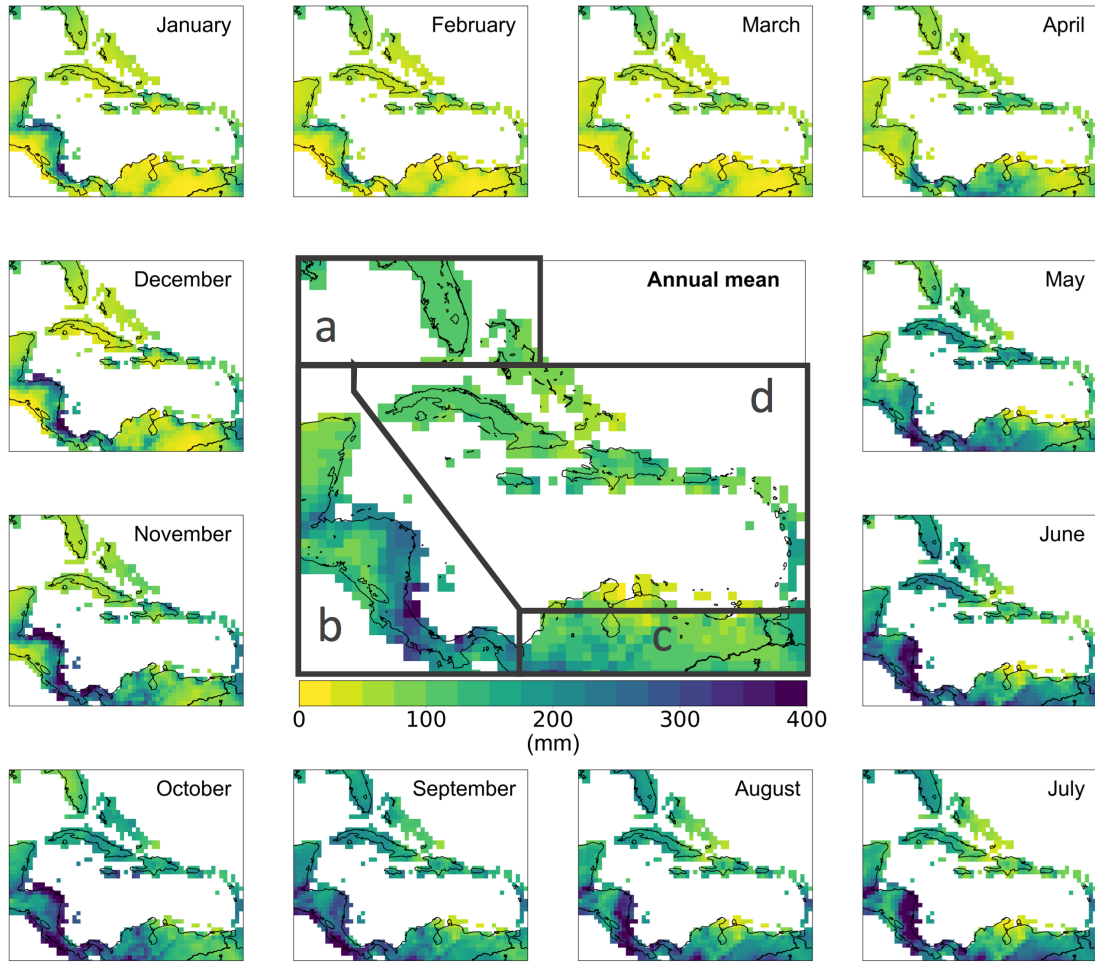 January
February
March
April
December
Annual mean
May
a
d
November
June
b
c
0
100
200
300
400
(mm)
October
September
August
July